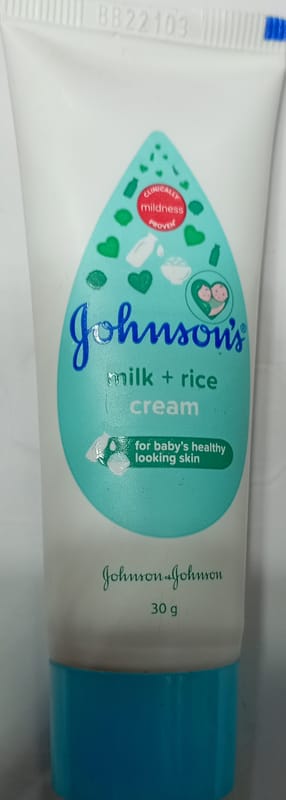 BB22103
CLINICALLY
mildness
PROVEN
Johnson's®
milk + rice
cream
for baby's healthy
looking skin
Johnson & Johnson
30 g